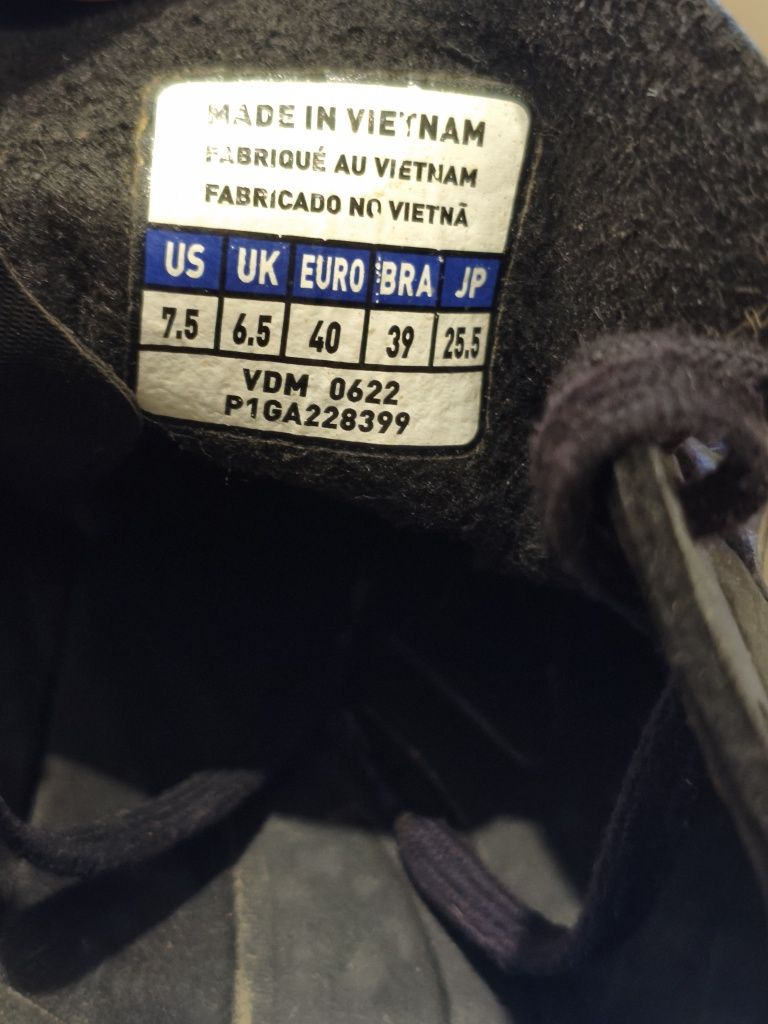 MADE IN VIETNAM
FABRIQUÉ AU VIETNAM
FABRICADO NO VIETNÃ
US UK EURO BRA JP
7.5 6.5 40 39 25.5
VDM 0622
P1GA228399